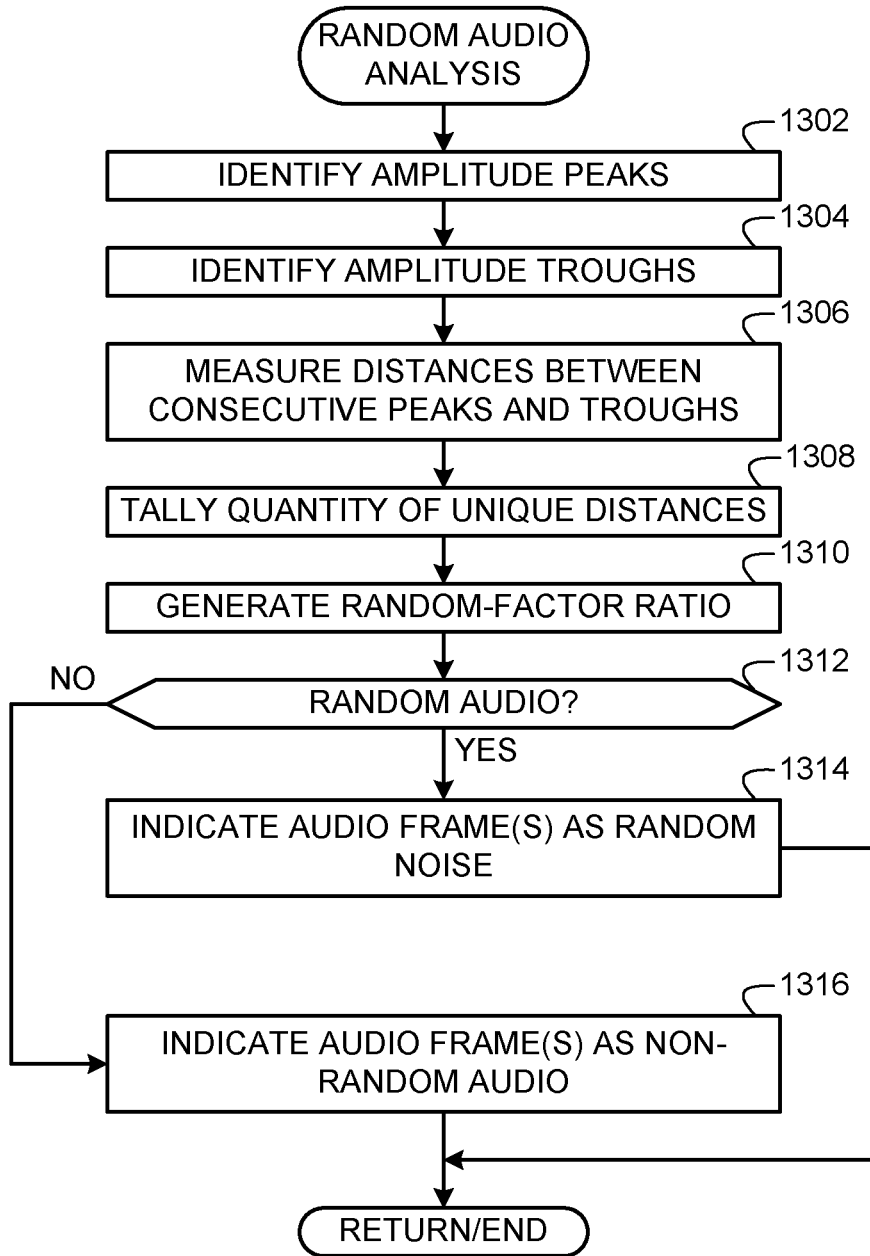 RANDOM AUDIO
ANALYSIS
1302
IDENTIFY AMPLITUDE PEAKS
1304
IDENTIFY AMPLITUDE TROUGHS
1306
MEASURE DISTANCES BETWEEN
CONSECUTIVE PEAKS AND TROUGHS
1308
TALLY QUANTITY OF UNIQUE DISTANCES
1310
GENERATE RANDOM-FACTOR RATIO
1312
NO
RANDOM AUDIO?
YES
1314
INDICATE AUDIO FRAME(S) AS RANDOM
NOISE
1316
INDICATE AUDIO FRAME(S) AS NON-
RANDOM AUDIO
RETURN/END